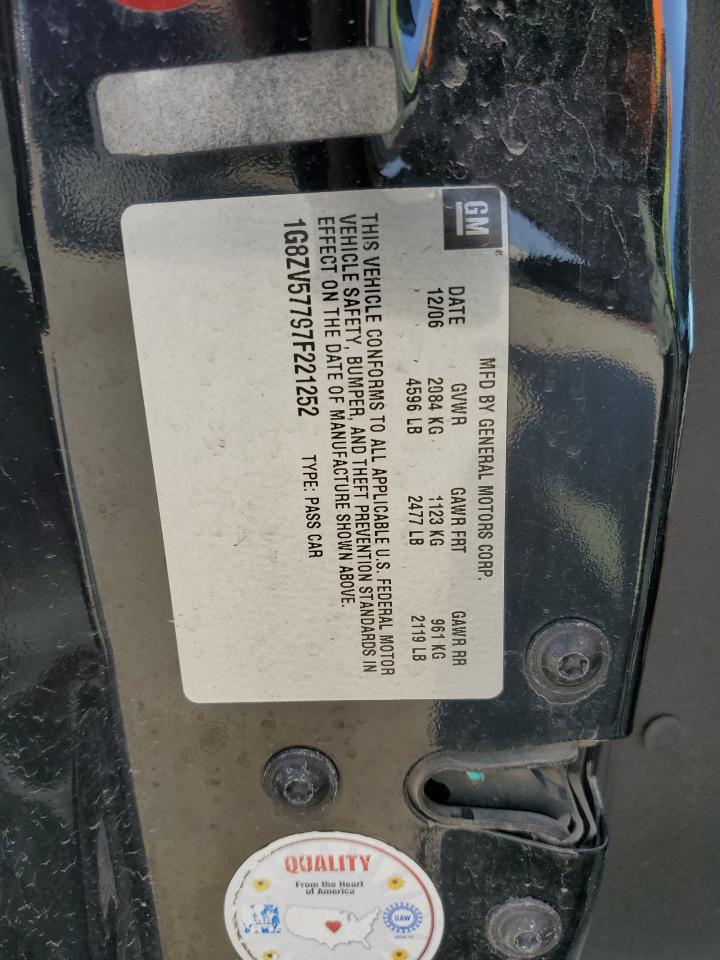 GM
MFD BY GENERAL MOTORS CORP.
DATE GVWR GAWR FRT GAWR RR
12/06 2084 KG 1123 KG 961 KG
4596 LB 2477 LB 2119 LB
THIS VEHICLE CONFORMS TO ALL APPLICABLE U.S. FEDERAL MOTOR
VEHICLE SAFETY, BUMPER, AND THEFT PREVENTION STANDARDS IN
EFFECT ON THE DATE OF MANUFACTURE SHOWN ABOVE.
1G8ZV57797F221252 TYPE: PASS CAR
QUALITY
From the Heart
of America
UAW